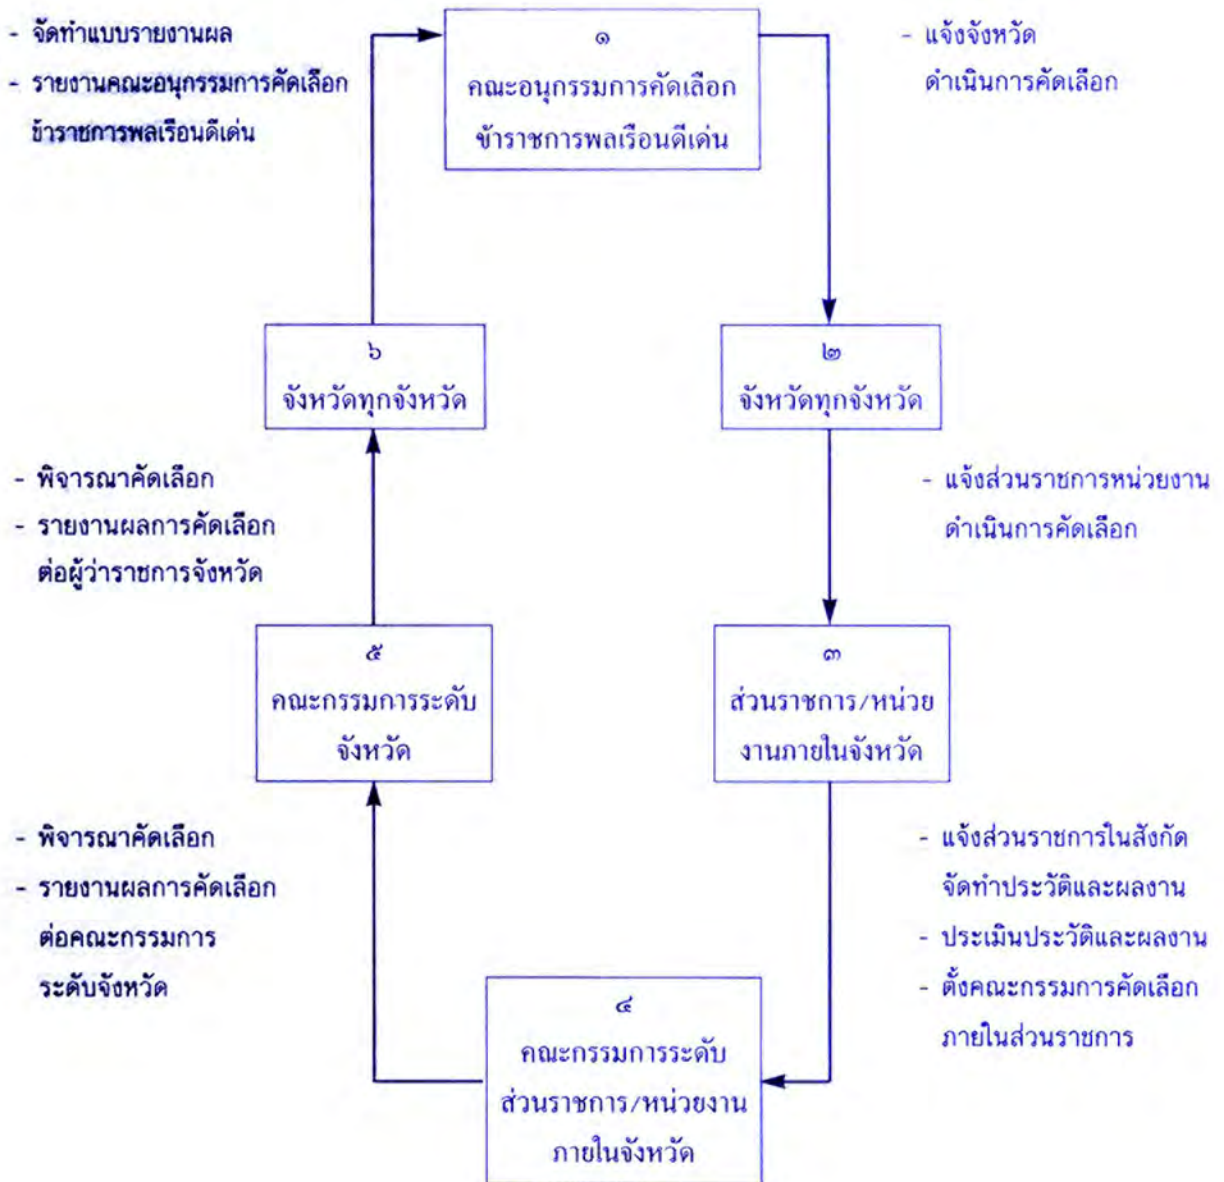 - จัดทำแบบรายงานผล
- รายงานคณะอนุกรรมการคัดเลือก
ข้าราชการพลเรือนดีเด่น
๑
คณะอนุกรรมการคัดเลือก
ข้าราชการพลเรือนดีเด่น
- แจ้งจังหวัด
ดำเนินการคัดเลือก
๖
จังหวัดทุกจังหวัด
๒
จังหวัดทุกจังหวัด
- พิจารณาคัดเลือก
- รายงานผลการคัดเลือก
ต่อผู้ว่าราชการจังหวัด
- แจ้งส่วนราชการหน่วยงาน
ดำเนินการคัดเลือก
๕
คณะกรรมการระดับ
จังหวัด
๓
ส่วนราชการ/หน่วย
งานภายในจังหวัด
- พิจารณาคัดเลือก
- รายงานผลการคัดเลือก
ต่อคณะกรรมการ
ระดับจังหวัด
- แจ้งส่วนราชการในสังกัด
จัดทำประวัติและผลงาน
- ประเมินประวัติและผลงาน
- ตั้งคณะกรรมการคัดเลือก
ภายในส่วนราชการ
๔
คณะกรรมการระดับ
ส่วนราชการ/หน่วยงาน
ภายในจังหวัด